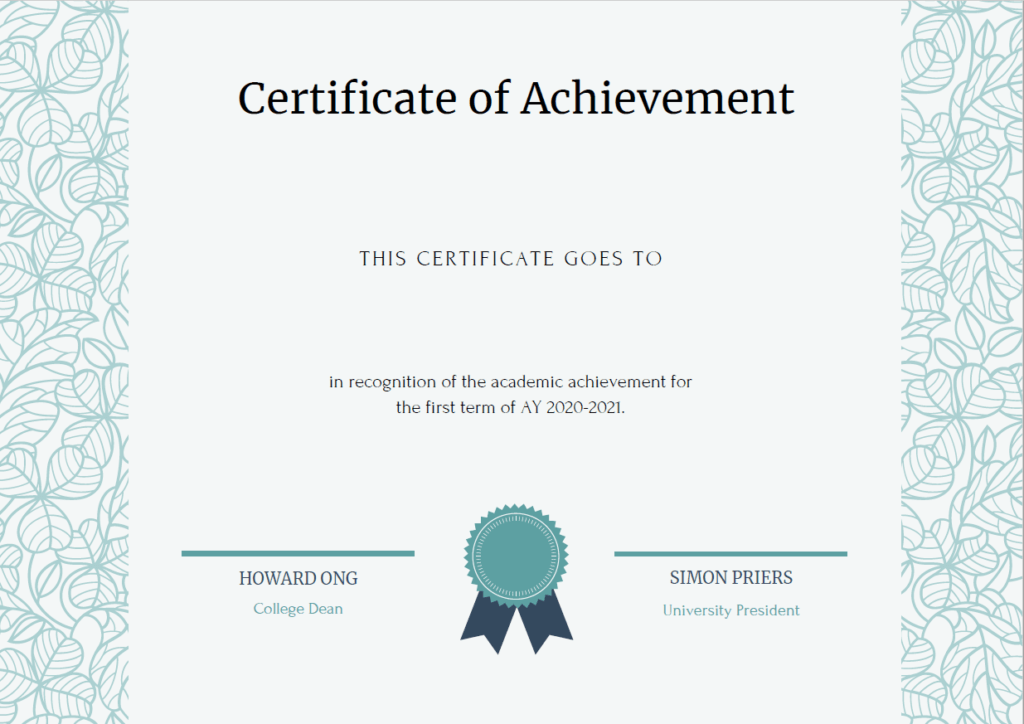 Certificate of Achievement
THIS CERTIFICATE GOES TO
in recognition of the academic achievement for
the first term of AY 2020-2021.
HOWARD ONG
College Dean
SIMON PRIERS
University President